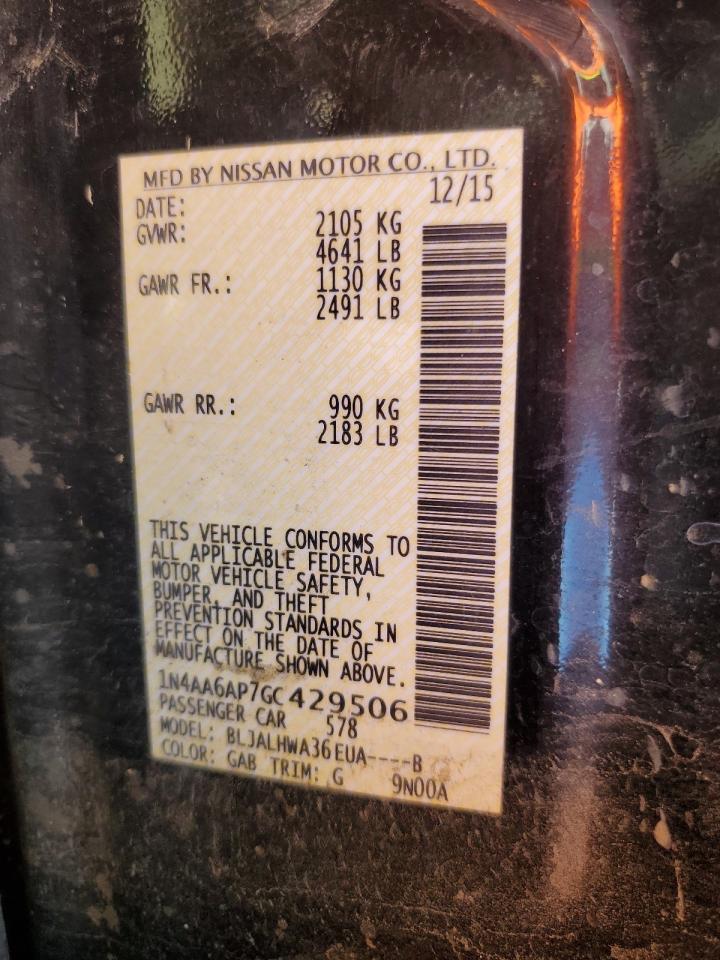 MFD BY NISSAN MOTOR CO., LTD.
DATE: 12/15
GVWR: 2105 KG
4641 LB
GAWR FR.: 1130 KG
2491 LB
GAWR RR.: 990 KG
2183 LB
THIS VEHICLE CONFORMS TO
ALL APPLICABLE FEDERAL
MOTOR VEHICLE SAFETY,
BUMPER, AND THEFT
PREVENTION STANDARDS IN
EFFECT ON THE DATE OF
MANUFACTURE SHOWN ABOVE.
1N4AA6AP7GC429506
PASSENGER CAR 578
MODEL: BLJALHWA36EUA----B
COLOR: GAB TRIM: G 9N00A